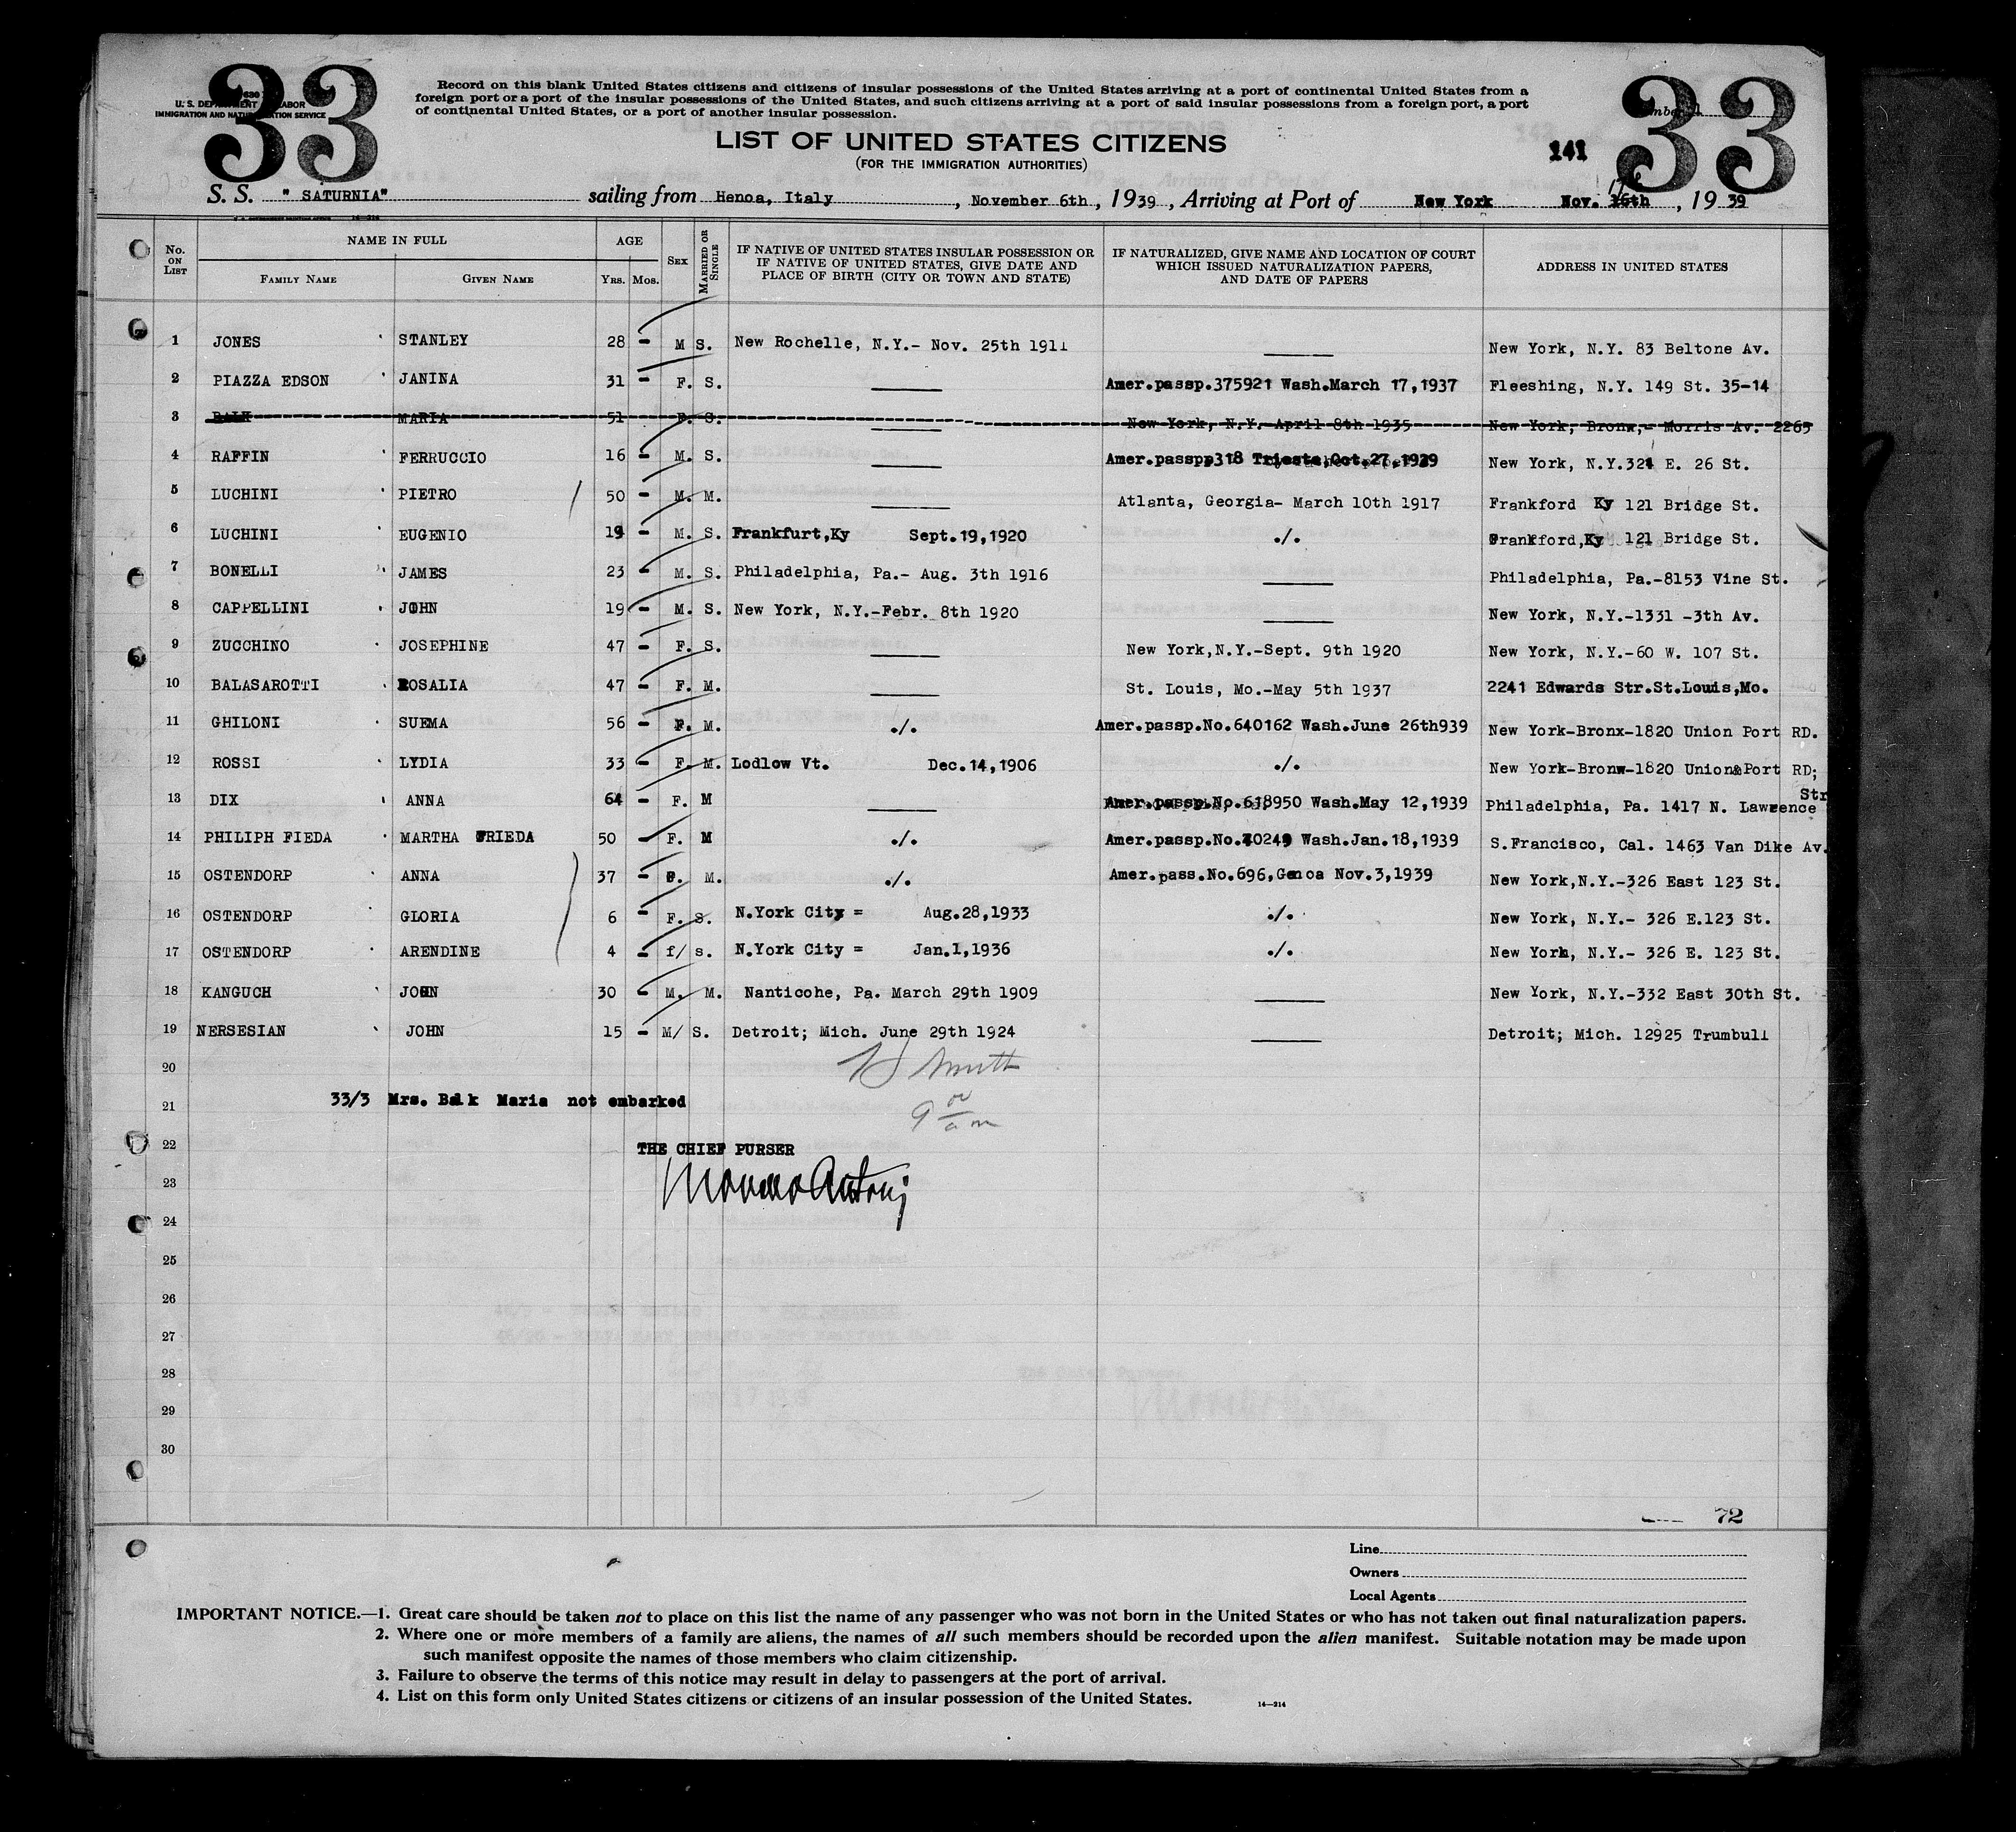 33
33
630
U. S. DEPARTMENT OF LABOR
IMMIGRATION AND NATURALIZATION SERVICE
Record on this blank United States citizens and citizens of insular possessions of the United States arriving at a port of continental United States from a
foreign port or a port of the insular possessions of the United States, and such citizens arriving at a port of said insular possessions from a foreign port, a port
of continental United States, or a port of another insular possession.
LIST OF UNITED STATES CITIZENS
(FOR THE IMMIGRATION AUTHORITIES)
141
S. S. " SATURNIA" sailing from Henoa, Italy, November 6th, 1939, Arriving at Port of New York Nov. 16th 17th, 1939
No. ON LIST NAME IN FULL AGE SEX MARRIED OR SINGLE IF NATIVE OF UNITED STATES INSULAR POSSESSION OR IF NATIVE OF UNITED STATES, GIVE DATE AND PLACE OF BIRTH (CITY OR TOWN AND STATE) IF NATURALIZED, GIVE NAME AND LOCATION OF COURT WHICH ISSUED NATURALIZATION PAPERS, AND DATE OF PAPERS ADDRESS IN UNITED STATES
FAMILY NAME GIVEN NAME YRS. MOS.
1 JONES STANLEY 28 - M S. New Rochelle, N.Y.- Nov. 25th 1911 New York, N.Y. 83 Beltone Av.
2 PIAZZA EDSON JANINA 31 - F. S. Amer.passp.375921 Wash.March 17,1937 Fleeshing, N.Y. 149 St. 35-14
3 BALK MARIA 51 F. S. New York, N.Y. April 8th 1935 New York, Bronx,- Morris Av. 2265
4 RAFFIN FERRUCCIO 16 - M. S. Amer.passpp318 Trieste,Oct.27,1939 New York, N.Y.324 E. 26 St.
5 LUCHINI PIETRO 50 - M. M. Atlanta, Georgia- March 10th 1917 Frankford Ky 121 Bridge St.
6 LUCHINI EUGENIO 19 - M. S. Frankfurt,Ky Sept.19,1920 ./. Frankford,Ky 121 Bridge St.
7 BONELLI JAMES 23 - M. S. Philadelphia, Pa.- Aug. 3th 1916 Philadelphia, Pa.-8153 Vine St.
8 CAPPELLINI JOHN 19 - M. S. New York, N.Y.-Febr. 8th 1920 New York, N.Y.-1331 -3th Av.
9 ZUCCHINO JOSEPHINE 47 - F. S. New York,N.Y.-Sept. 9th 1920 New York, N.Y.-60 W. 107 St.
10 BALASAROTTI ROSALIA 47 - F. M. St. Louis, Mo.-May 5th 1937 2241 Edwards Str.St.Louis,Mo.
11 GHILONI SUEMA 56 - F. M. ./. Amer.passp.No.640162 Wash.June 26th939 New York-Bronx-1820 Union Port RD.
12 ROSSI LYDIA 33 - F. M. Lodlow Vt. Dec.14,1906 ./. New York-Bronw-1820 Union&Port RD;
13 DIX ANNA 64 - F. M Amer.passp.No.618950 Wash.May 12,1939 Philadelphia, Pa. 1417 N. Lawrence Str
14 PHILIPH FIEDA MARTHA FRIEDA 50 - F. M ./. Amer.passp.No.40249 Wash.Jan.18,1939 S.Francisco, Cal. 1463 Van Dike Av.
15 OSTENDORP ANNA 37 - F. M. ./. Amer.pass.No.696,Genoa Nov.3,1939 New York,N.Y.-326 East 123 St.
16 OSTENDORP GLORIA 6 - F. S. N.York City = Aug.28,1933 ./. New York, N.Y.- 326 E.123 St.
17 OSTENDORP ARENDINE 4 - f/ s. N.York City = Jan.1,1936 ./. New York, N.Y.- 326 E. 123 St.
18 KANGUCH JOHN 30 - M. M. Nanticohe, Pa. March 29th 1909 New York, N.Y.-332 East 30th St.
19 NERSESIAN JOHN 15 - M/ S. Detroit; Mich. June 29th 1924 Detroit; Mich. 12925 Trumbull
20
21 33/3 Mrs. Balk Maria not embarked
9 00 am
22 THE CHIEF PURSER
23
24
25
26
27
28
29
30
72
Line
Owners
Local Agents
IMPORTANT NOTICE.—1. Great care should be taken not to place on this list the name of any passenger who was not born in the United States or who has not taken out final naturalization papers.
2. Where one or more members of a family are aliens, the names of all such members should be recorded upon the alien manifest. Suitable notation may be made upon
such manifest opposite the names of those members who claim citizenship.
3. Failure to observe the terms of this notice may result in delay to passengers at the port of arrival.
4. List on this form only United States citizens or citizens of an insular possession of the United States.
14—214